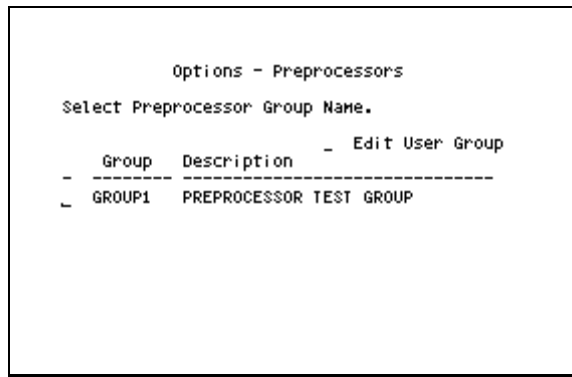 Options - Preprocessors
Select Preprocessor Group Name.
_ Edit User Group
Group Description
_ -------- --------------------------------
_ GROUP1 PREPROCESSOR TEST GROUP